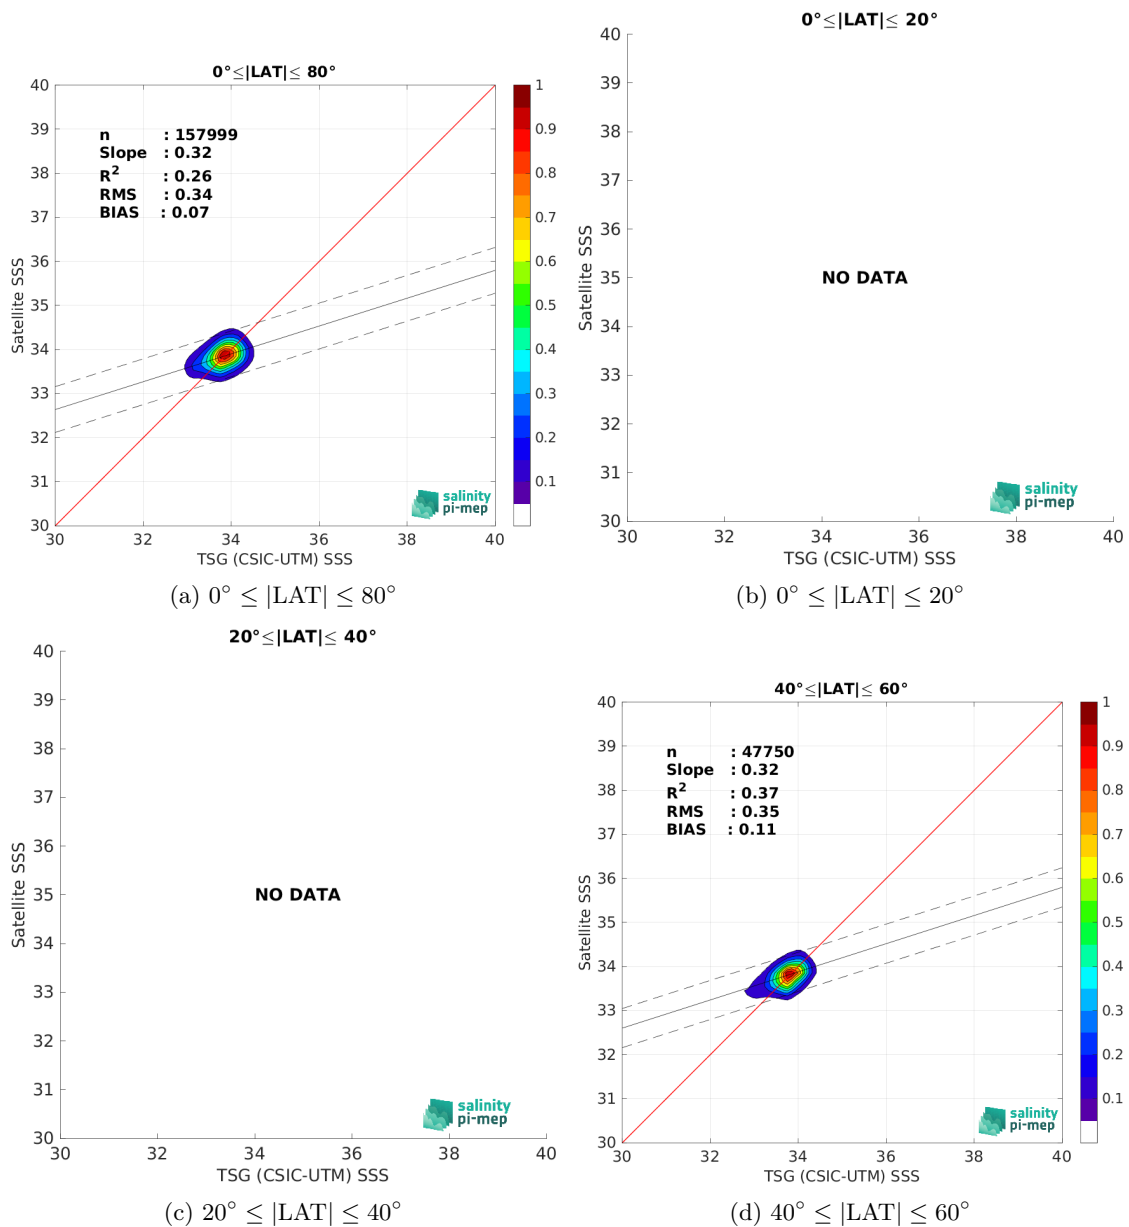 0°≤|LAT|≤ 80°
n : 157999
Slope : 0.32
R² : 0.26
RMS : 0.34
BIAS : 0.07
Satellite SSS
40
39
38
37
36
35
34
33
32
31
30
30 32 34 36 38 40
TSG (CSIC-UTM) SSS
1
0.9
0.8
0.7
0.6
0.5
0.4
0.3
0.2
0.1
salinity
pi-mep
(a) 0° ≤ |LAT| ≤ 80°
0°≤|LAT|≤ 20°
Satellite SSS
40
39
38
37
36
35
34
33
32
31
30
NO DATA
30 32 34 36 38 40
TSG (CSIC-UTM) SSS
salinity
pi-mep
(b) 0° ≤ |LAT| ≤ 20°
20°≤|LAT|≤ 40°
Satellite SSS
40
39
38
37
36
35
34
33
32
31
30
NO DATA
30 32 34 36 38 40
TSG (CSIC-UTM) SSS
salinity
pi-mep
(c) 20° ≤ |LAT| ≤ 40°
40°≤|LAT|≤ 60°
n : 47750
Slope : 0.32
R² : 0.37
RMS : 0.35
BIAS : 0.11
Satellite SSS
40
39
38
37
36
35
34
33
32
31
30
30 32 34 36 38 40
TSG (CSIC-UTM) SSS
1
0.9
0.8
0.7
0.6
0.5
0.4
0.3
0.2
0.1
salinity
pi-mep
(d) 40° ≤ |LAT| ≤ 60°